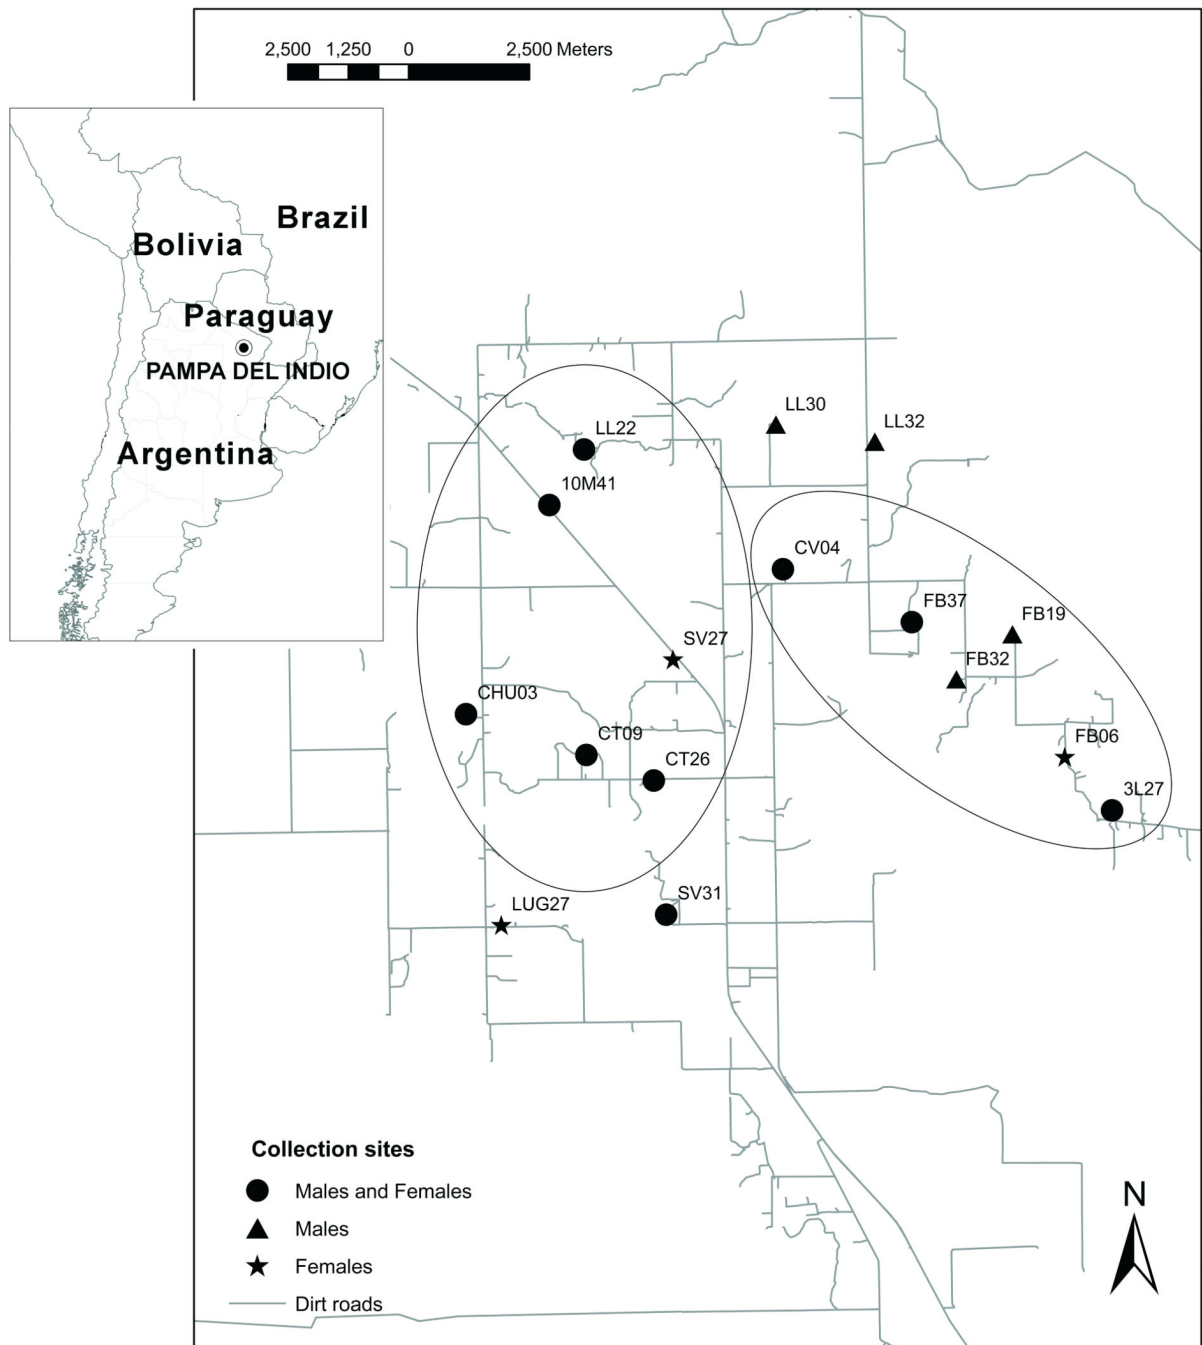 2,500 1,250 0 2,500 Meters
Brazil
Bolivia
Paraguay
PAMPA DEL INDIO
Argentina
LL30
LL32
LL22
10M41
CV04
FB37
FB19
SV27
FB32
CHU03
CT09
FB06
CT26
3L27
SV31
LUG27
Collection sites
Males and Females
Males
Females
Dirt roads
N